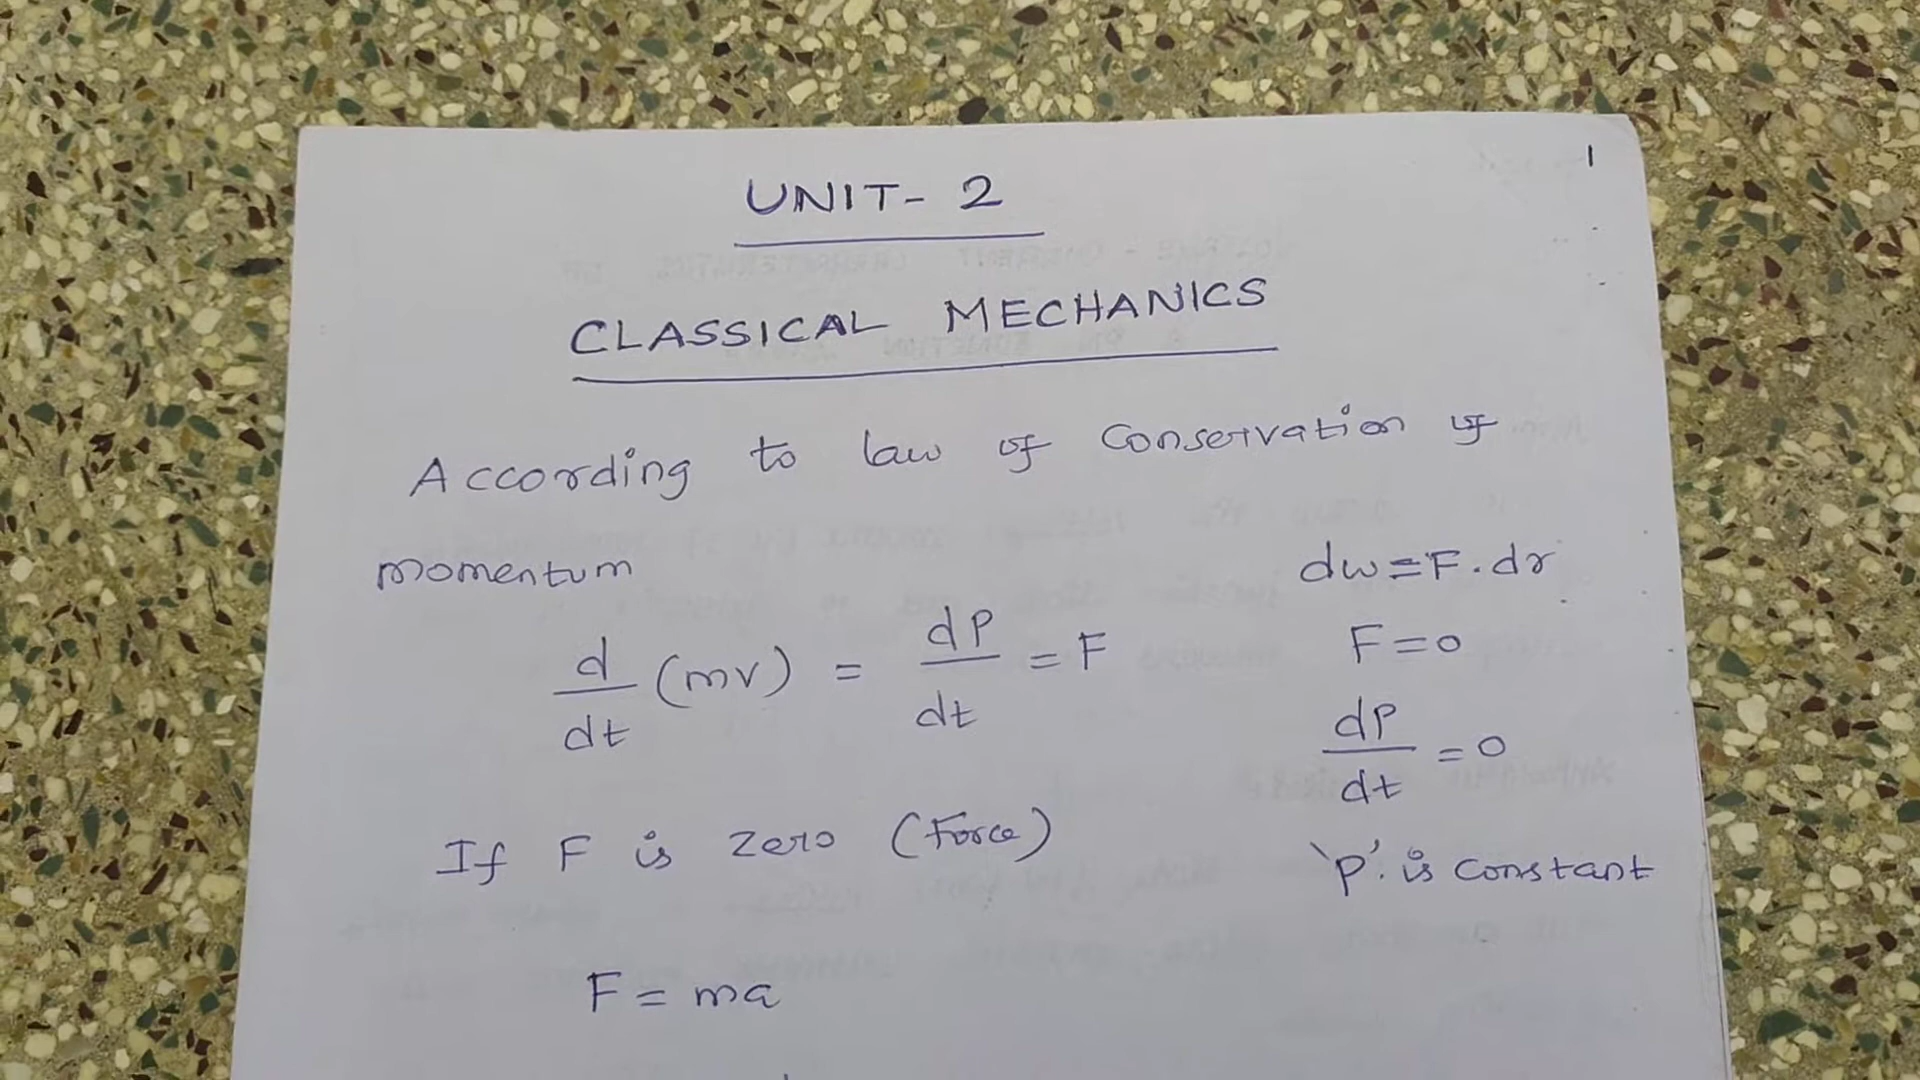 1
UNIT- 2
CLASSICAL MECHANICS
According to law of Conservation of
momentum
dw=F.dr
d/dt (mv) = dP/dt = F
F=0
dP/dt =0
If F is zero (Force)
'P' is constant
F = ma